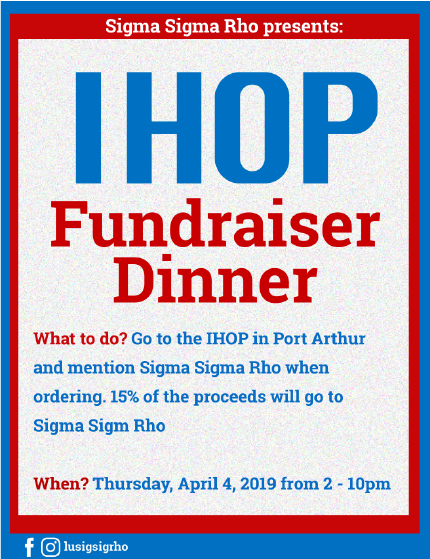 Sigma Sigma Rho presents:
IHOP
Fundraiser
Dinner
What to do? Go to the IHOP in Port Arthur
and mention Sigma Sigma Rho when
ordering. 15% of the proceeds will go to
Sigma Sigm Rho
When? Thursday, April 4, 2019 from 2 - 10pm
lusigsigrho